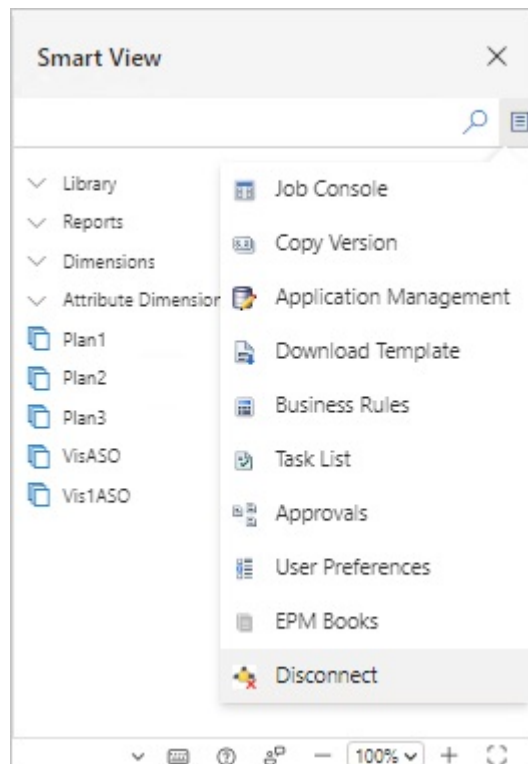 Smart View
Library
Reports
Dimensions
Attribute Dimension
Plan1
Plan2
Plan3
VisASO
Vis1ASO
Job Console
Copy Version
Application Management
Download Template
Business Rules
Task List
Approvals
User Preferences
EPM Books
Disconnect
100%